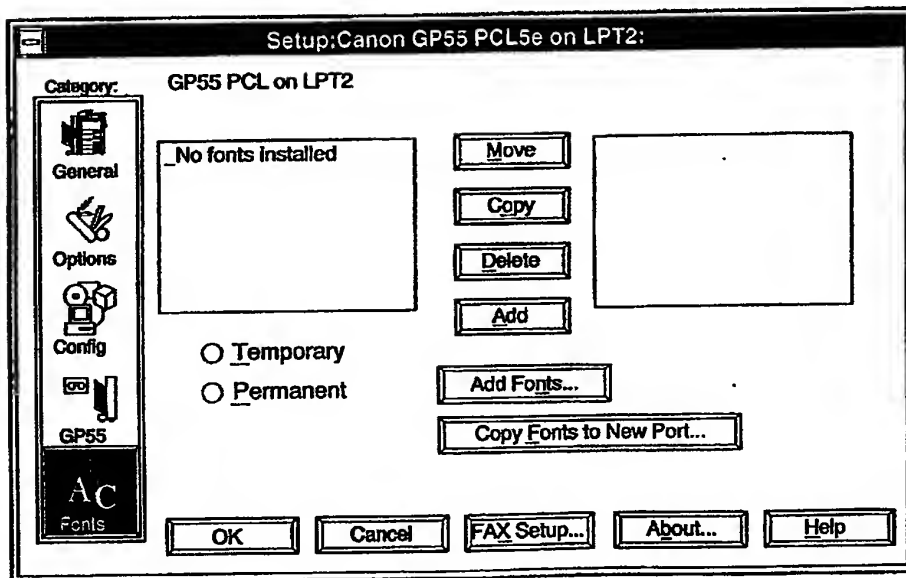 Setup:Canon GP55 PCL5e on LPT2:
Category:
GP55 PCL on LPT2
General
Options
Config
GP55
AC
Fonts
_No fonts installed
Move
Copy
Delete
Add
Temporary
Permanent
Add Fonts...
Copy Fonts to New Port...
OK
Cancel
FAX Setup...
About...
Help